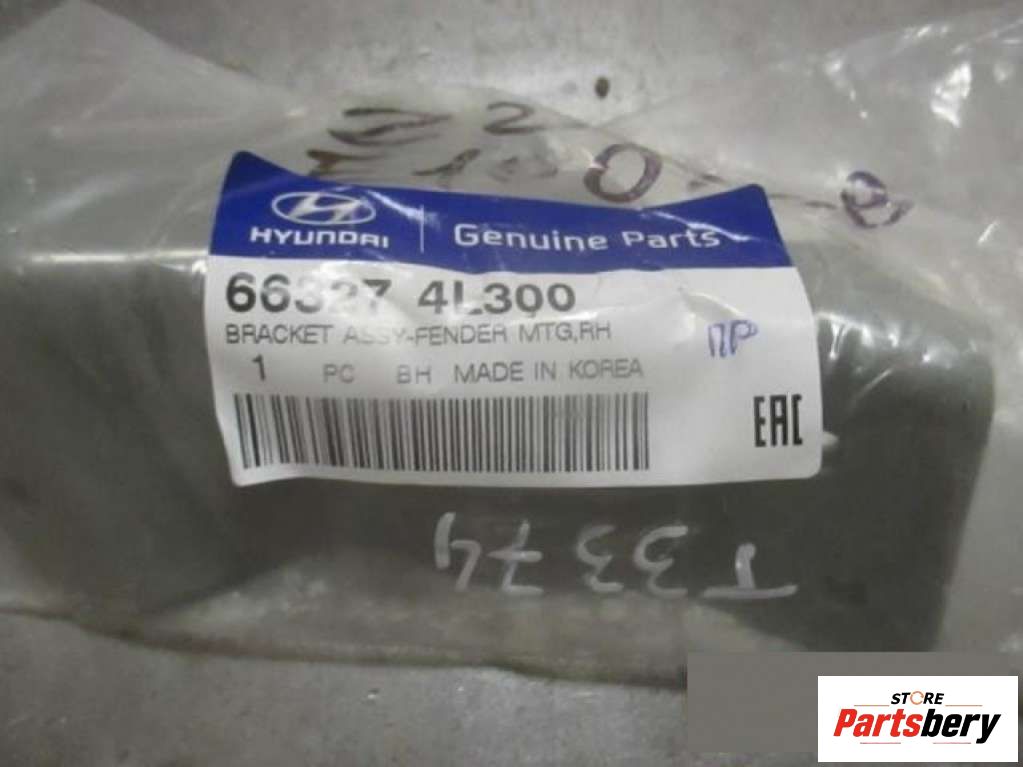 HYUNDAI
Genuine Parts
66327 4L300
BRACKET ASSY-FENDER MTG,RH
ПР
1 PC BH MADE IN KOREA
EAC
T3374
STORE
Partsbery